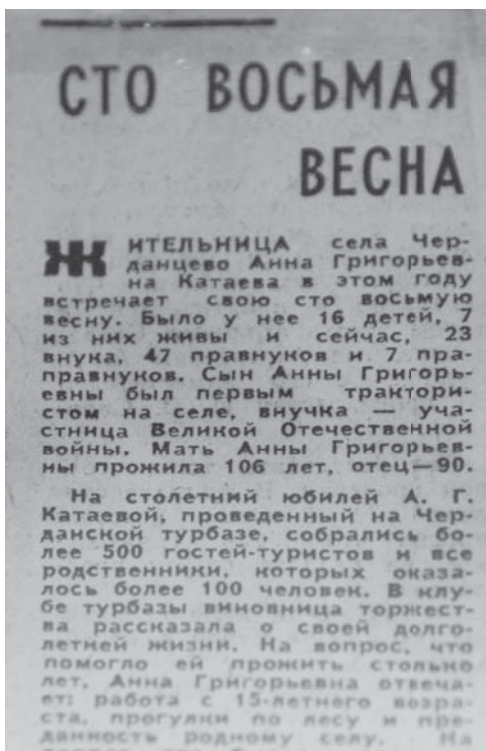 СТО ВОСЬМАЯ
ВЕСНА
ЖИТЕЛЬНИЦА села Чер-
данцево Анна Григорьев-
на Катаева в этом году
встречает свою сто восьмую
весну. Было у нее 16 детей, 7
из них живы и сейчас, 23
внука, 47 правнуков и 7 пра-
правнуков. Сын Анны Григорь-
евны был первым трактори-
стом на селе, внучка — уча-
стница Великой Отечественной
войны. Мать Анны Григорьев-
ны прожила 106 лет, отец—90.
На столетний юбилей А. Г.
Катаевой, проведенный на Чер-
данской турбазе, собрались бо-
лее 500 гостей-туристов и все
родственники, которых оказа-
лось более 100 человек. В клу-
бе турбазы виновница торжест-
ва рассказала о своей долго-
летней жизни. На вопрос, что
помогло ей прожить столько
лет, Анна Григорьевна отвеча-
ет: работа с 15-летнего возра-
ста, прогулки по лесу и пре-
данность родному селу. На